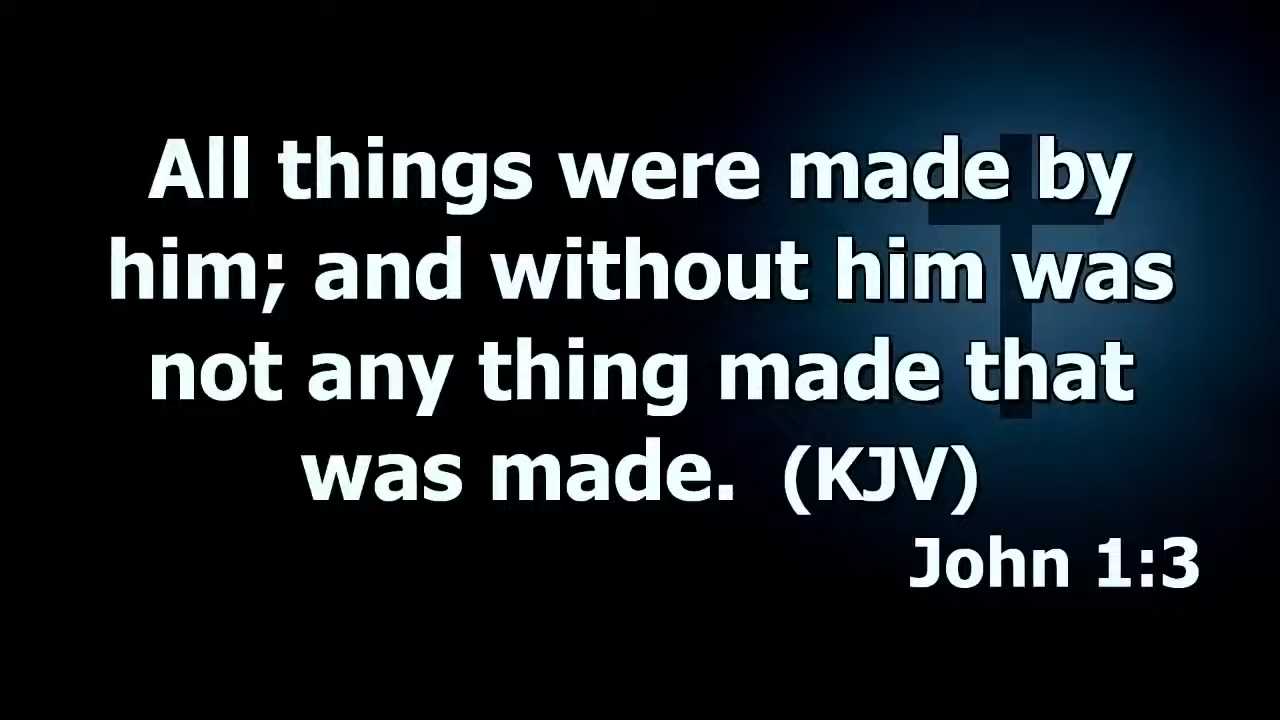 All things were made by
him; and without him was
not any thing made that
was made.  (KJV)
John 1:3